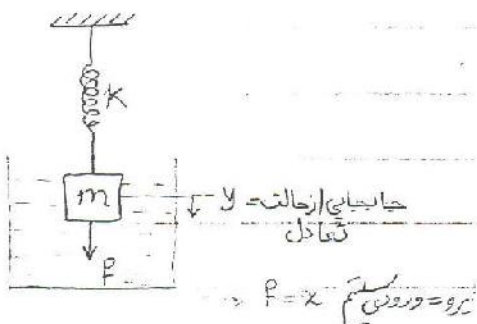 K
m
y = جابجایی از حالت
تعادل
f
f = x نیرو = ورودی سیستم